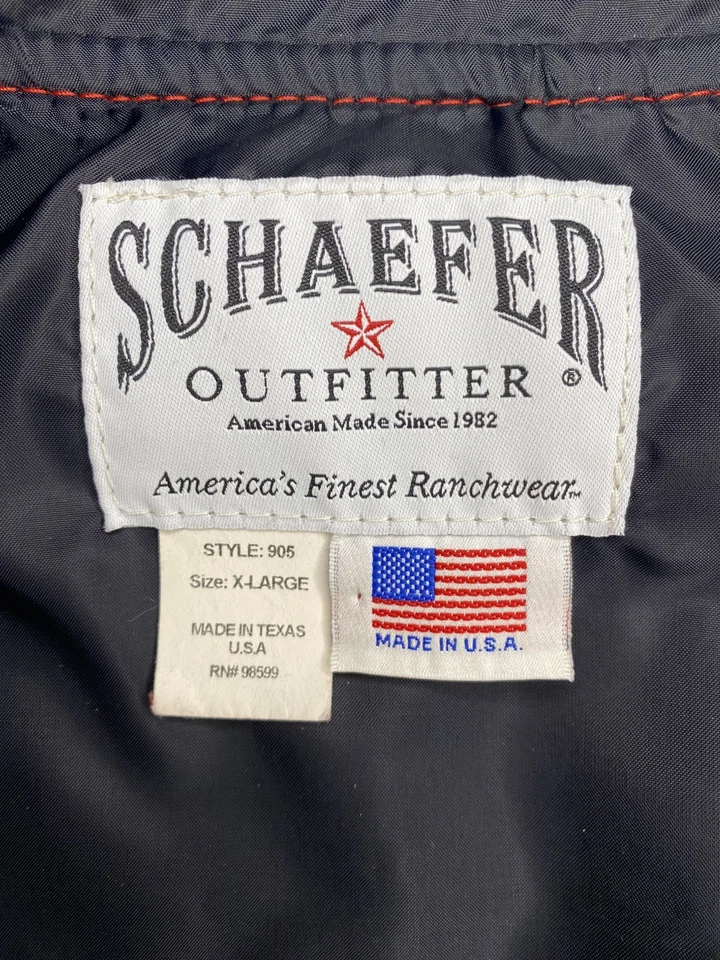 SCHAEFER
OUTFITTER ®
American Made Since 1982
America's Finest Ranchwear™
STYLE: 905
Size: X-LARGE
MADE IN TEXAS
U.S.A
RN# 98599
MADE IN U.S.A.